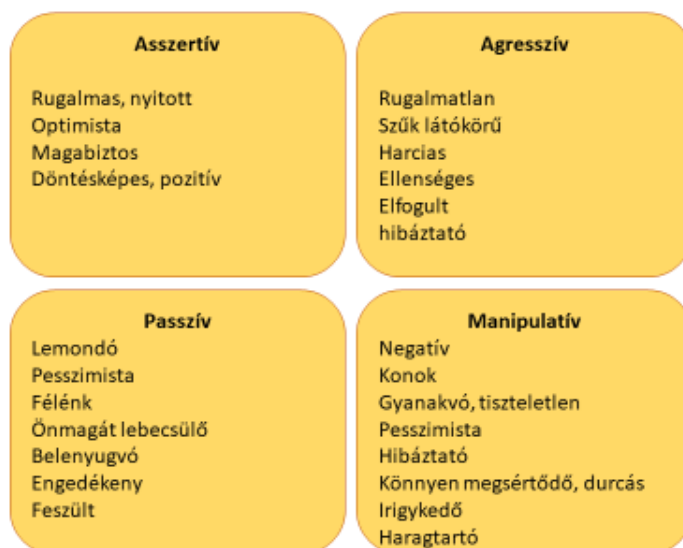 Asszertív
Rugalmas, nyitott
Optimista
Magabiztos
Döntésképes, pozitív
Agresszív
Rugalmatlan
Szűk látókörű
Harcias
Ellenséges
Elfogult
hibáztató
Passzív
Lemondó
Pesszimista
Félénk
Önmagát lebecsülő
Belenyugvó
Engedékeny
Feszült
Manipulatív
Negatív
Konok
Gyanakvó, tiszteletlen
Pesszimista
Hibáztató
Könnyen megsértődő, durcás
Irigykedő
Haragtartó